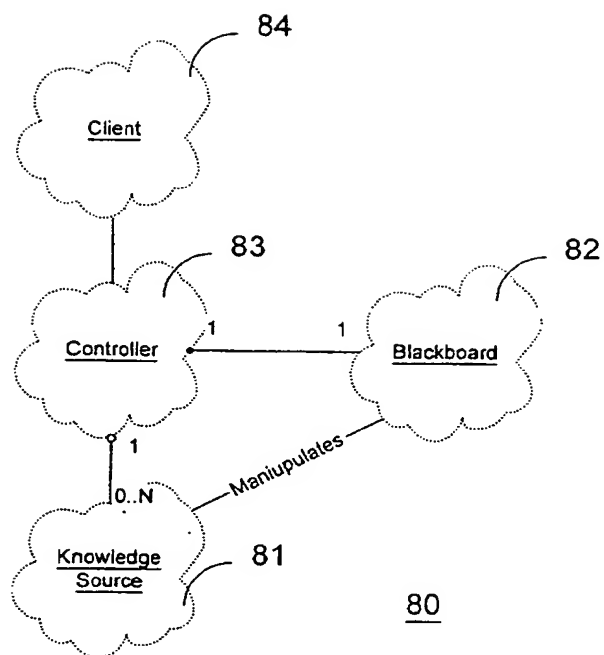 84
Client
83
82
1
1
Controller
Blackboard
1
Maniupulates
0..N
Knowledge
Source
81
80